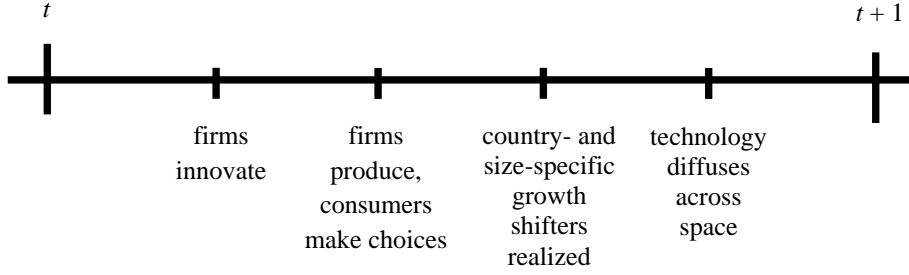 t
t + 1
firms
innovate
firms
produce,
consumers
make choices
country- and
size-specific
growth
shifters
realized
technology
diffuses
across
space